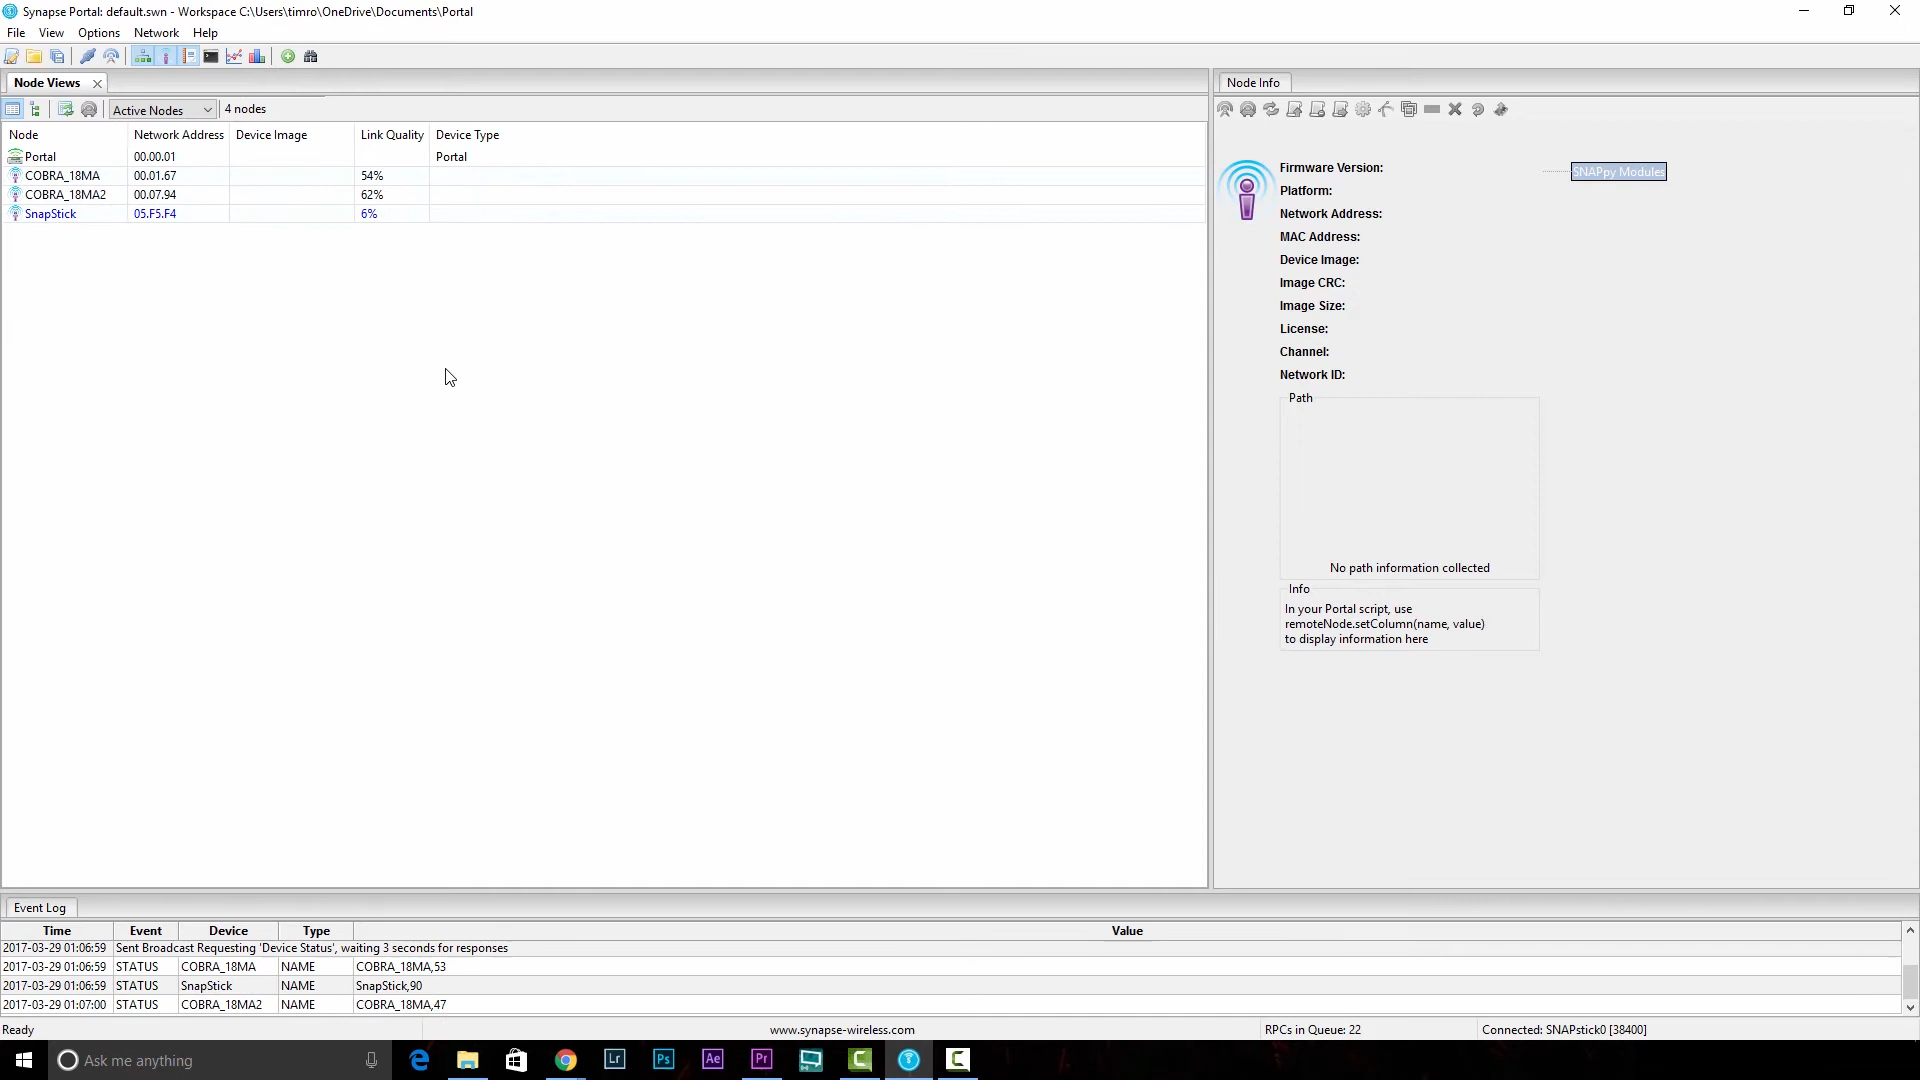 Synapse Portal: default.swn - Workspace C:\Users\timro\OneDrive\Documents\Portal
File View Options Network Help
Node Views
Node Info
Active Nodes 4 nodes
Node Network Address Device Image Link Quality Device Type
Portal 00.00.01 Portal
COBRA_18MA 00.01.67 54%
COBRA_18MA2 00.07.94 62%
SnapStick 05.F5.F4 6%
Firmware Version:
SNAPpy Modules
Platform:
Network Address:
MAC Address:
Device Image:
Image CRC:
Image Size:
License:
Channel:
Network ID:
Path
No path information collected
Info
In your Portal script, use
remoteNode.setColumn(name, value)
to display information here
Event Log
Time Event Device Type Value
2017-03-29 01:06:59 Sent Broadcast Requesting 'Device Status', waiting 3 seconds for responses
2017-03-29 01:06:59 STATUS COBRA_18MA NAME COBRA_18MA,53
2017-03-29 01:06:59 STATUS SnapStick NAME SnapStick,90
2017-03-29 01:07:00 STATUS COBRA_18MA2 NAME COBRA_18MA,47
Ready www.synapse-wireless.com RPCs in Queue: 22 Connected: SNAPstick0 [38400]
Ask me anything
Lr Ps Ae Pr